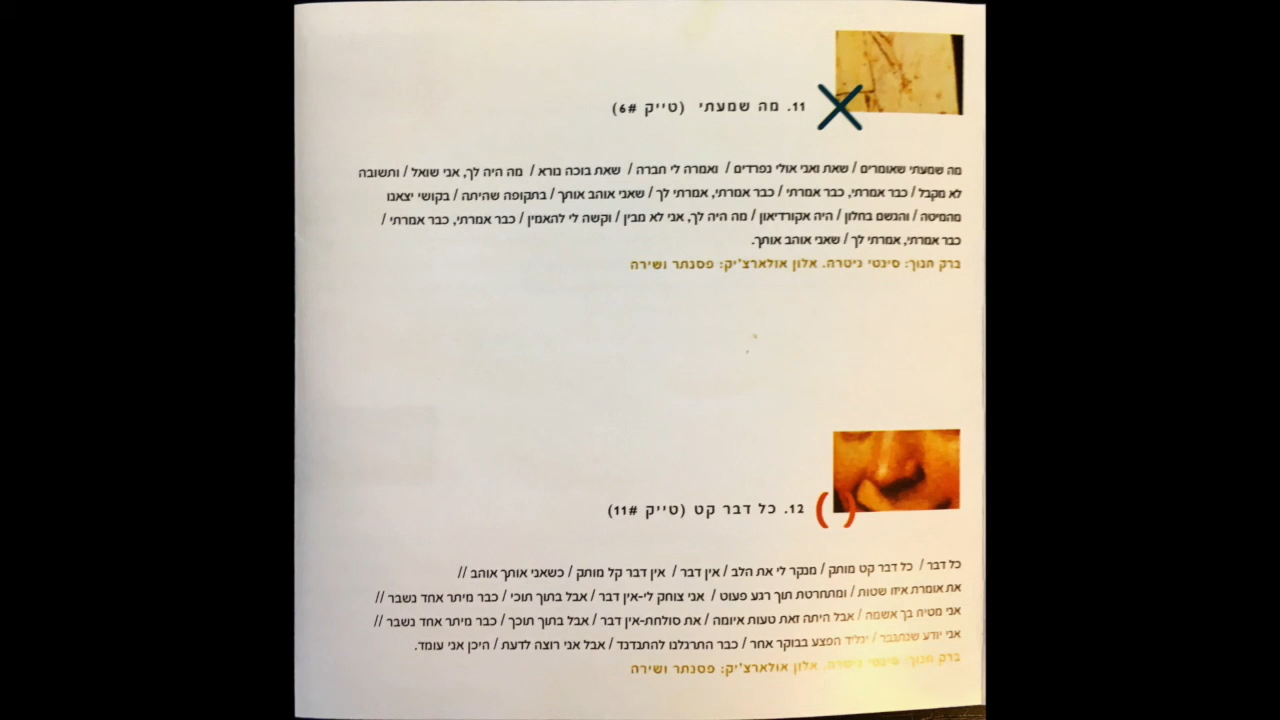 11. מה שמעתי (טייק #6)
מה שמעתי שאומרים / שאת ואני אולי נפרדים / ואמרה לי חברה / שאת בוכה נורא / מה היה לך, אני שואל / ותשובה
לא מקבל / כבר אמרתי, כבר אמרתי / כבר אמרתי, אמרתי לך / שאני אוהב אותך / בתקופה שהיתה / בקושי יצאנו
מהמיטה / והגשם בחלון / היה אקורדיאון / מה היה לך, אני לא מבין / וקשה לי להאמין / כבר אמרתי, כבר אמרתי /
כבר אמרתי, אמרתי לך / שאני אוהב אותך.
ברק חנוך: סינטי גיטרה. אלון אולארצ'יק: פסנתר ושירה
12. כל דבר קט (טייק #11)
כל דבר / כל דבר קט מותק / מנקר לי את הלב / אין דבר / אין דבר קל מותק / כשאני אותך אוהב //
את אומרת איזו שטות / ומתחרטת תוך רגע פעוט / אני צוחק לי-אין דבר / אבל בתוך תוכי / כבר מיתר אחד נשבר //
אני מטיח בך אשמה / אבל היתה זאת טעות איומה / את סולחת-אין דבר / אבל בתוך תוכך / כבר מיתר אחד נשבר //
אני יודע שנתגבר / יגליד הפצע בבוקר אחר / כבר התרגלנו להתנדנד / אבל אני רוצה לדעת / היכן אני עומד.
ברק חנוך: סינטי גיטרה. אלון אולארצ'יק: פסנתר ושירה